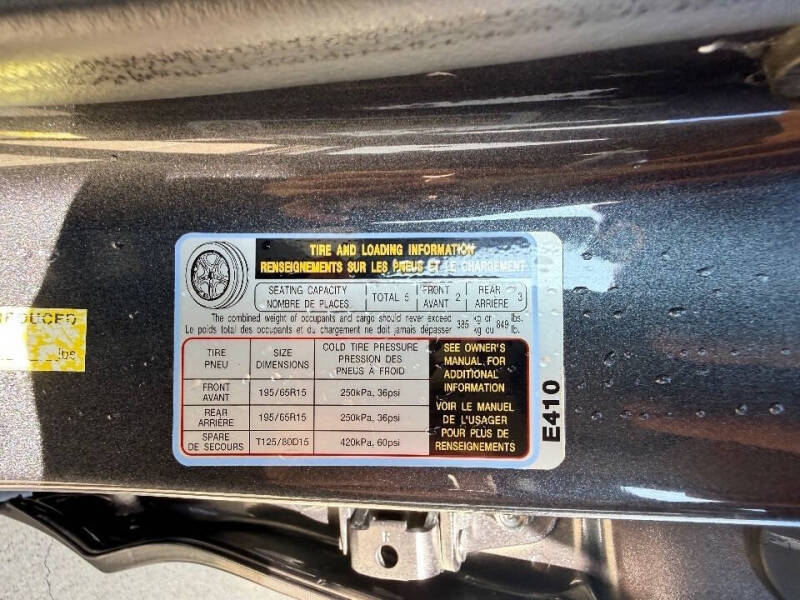 TIRE AND LOADING INFORMATION
RENSEIGNEMENTS SUR LES PNEUS ET LE CHARGEMENT
SEATING CAPACITY
NOMBRE DE PLACES
TOTAL 5
FRONT
AVANT 2
REAR
ARRIÈRE 3
The combined weight of occupants and cargo should never exceed 385 kg or 849 lbs.
Le poids total des occupants et du chargement ne doit jamais dépasser kg ou lb.
TIRE
PNEU
SIZE
DIMENSIONS
COLD TIRE PRESSURE
PRESSION DES
PNEUS À FROID
FRONT
AVANT
195/65R15
250kPa, 36psi
REAR
ARRIÈRE
195/65R15
250kPa, 36psi
SPARE
DE SECOURS
T125/80D15
420kPa, 60psi
SEE OWNER'S
MANUAL FOR
ADDITIONAL
INFORMATION
VOIR LE MANUEL
DE L'USAGER
POUR PLUS DE
RENSEIGNEMENTS
E410
DUCED
lbs